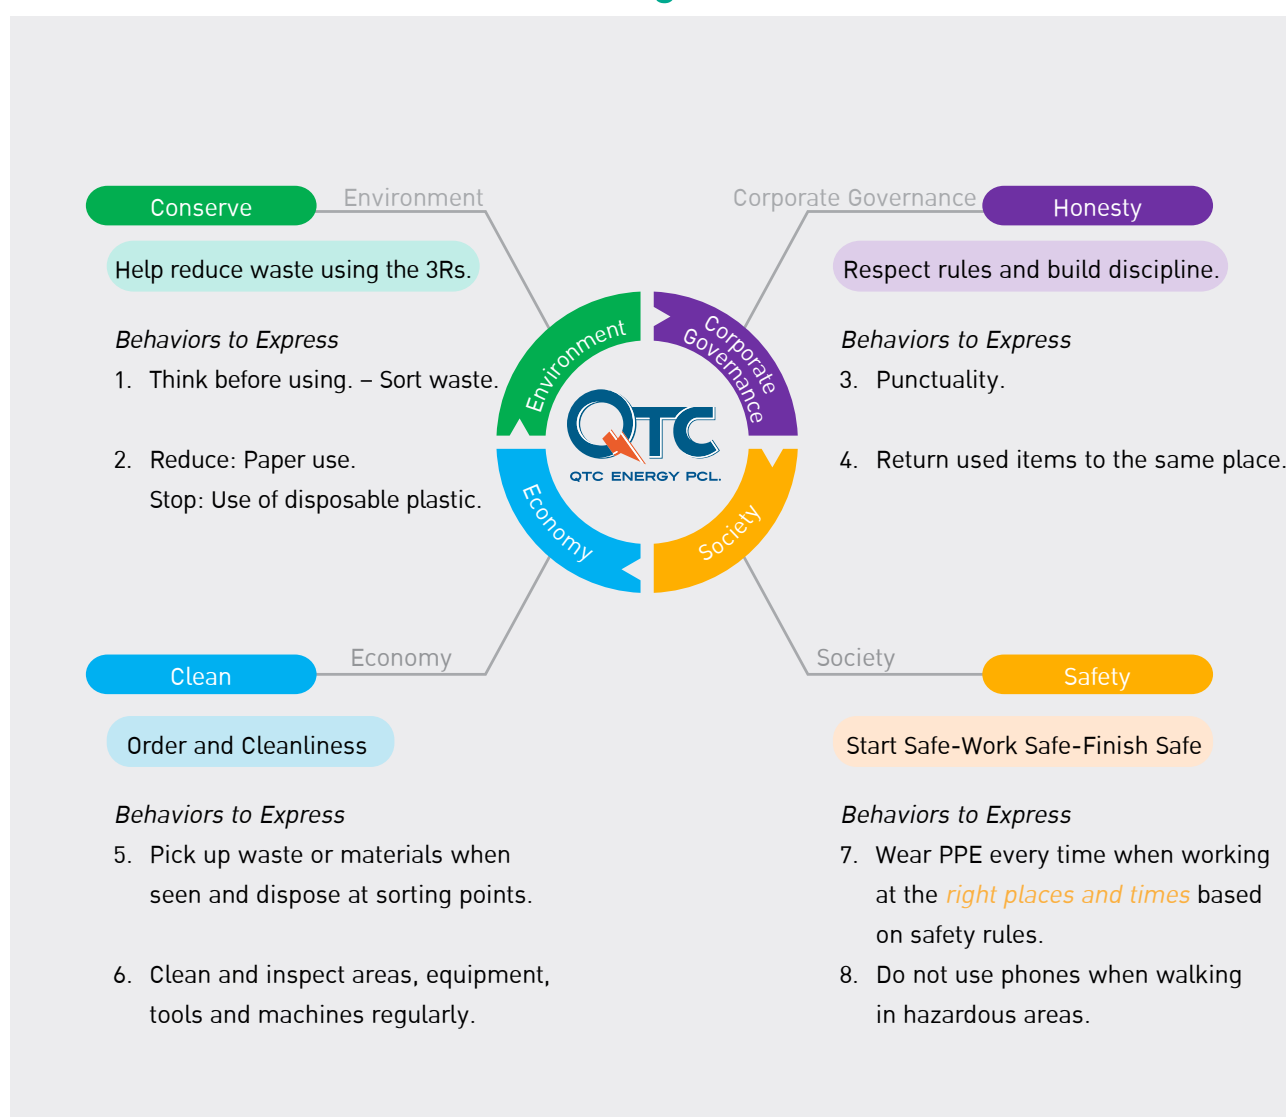 Conserve
Environment
Help reduce waste using the 3Rs.
Behaviors to Express
1. Think before using. – Sort waste.
2. Reduce: Paper use.
Stop: Use of disposable plastic.
Corporate Governance
Honesty
Respect rules and build discipline.
Behaviors to Express
3. Punctuality.
4. Return used items to the same place.
Environment
Corporate
Governance
QTC
QTC ENERGY PCL.
Economy
Society
Clean
Economy
Order and Cleanliness
Behaviors to Express
5. Pick up waste or materials when
seen and dispose at sorting points.
6. Clean and inspect areas, equipment,
tools and machines regularly.
Society
Safety
Start Safe-Work Safe-Finish Safe
Behaviors to Express
7. Wear PPE every time when working
at the right places and times based
on safety rules.
8. Do not use phones when walking
in hazardous areas.